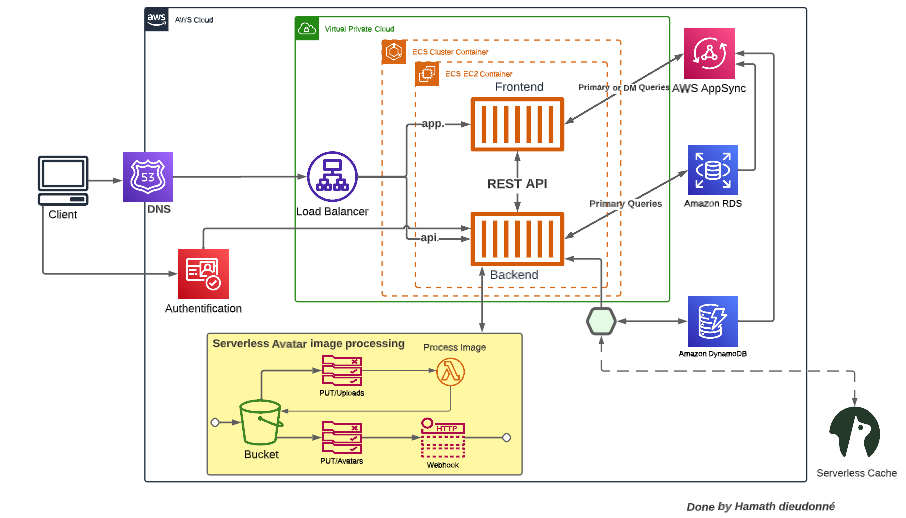 aws
AWS Cloud
Virtual Private Cloud
ECS Cluster Container
ECS EC2 Container
Frontend
Primary or DM Queries
AWS AppSync
app.
53
DNS
Client
Load Balancer
REST API
Primary Queries
Amazon RDS
api.
Backend
Authentification
Amazon DynamoDB
Serverless Avatar image processing
Process Image
PUT/Uploads
Bucket
PUT/Avatars
HTTP
Webhook
Serverless Cache
Done by Hamath dieudonné